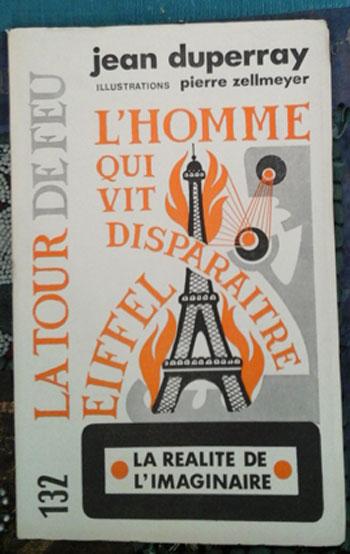 jean duperray
ILLUSTRATIONS pierre zellmeyer
L'HOMME
QUI
VIT
DISPARAITRE
EIFFEL
LA TOUR DE FEU
132
LA REALITE DE
L'IMAGINAIRE